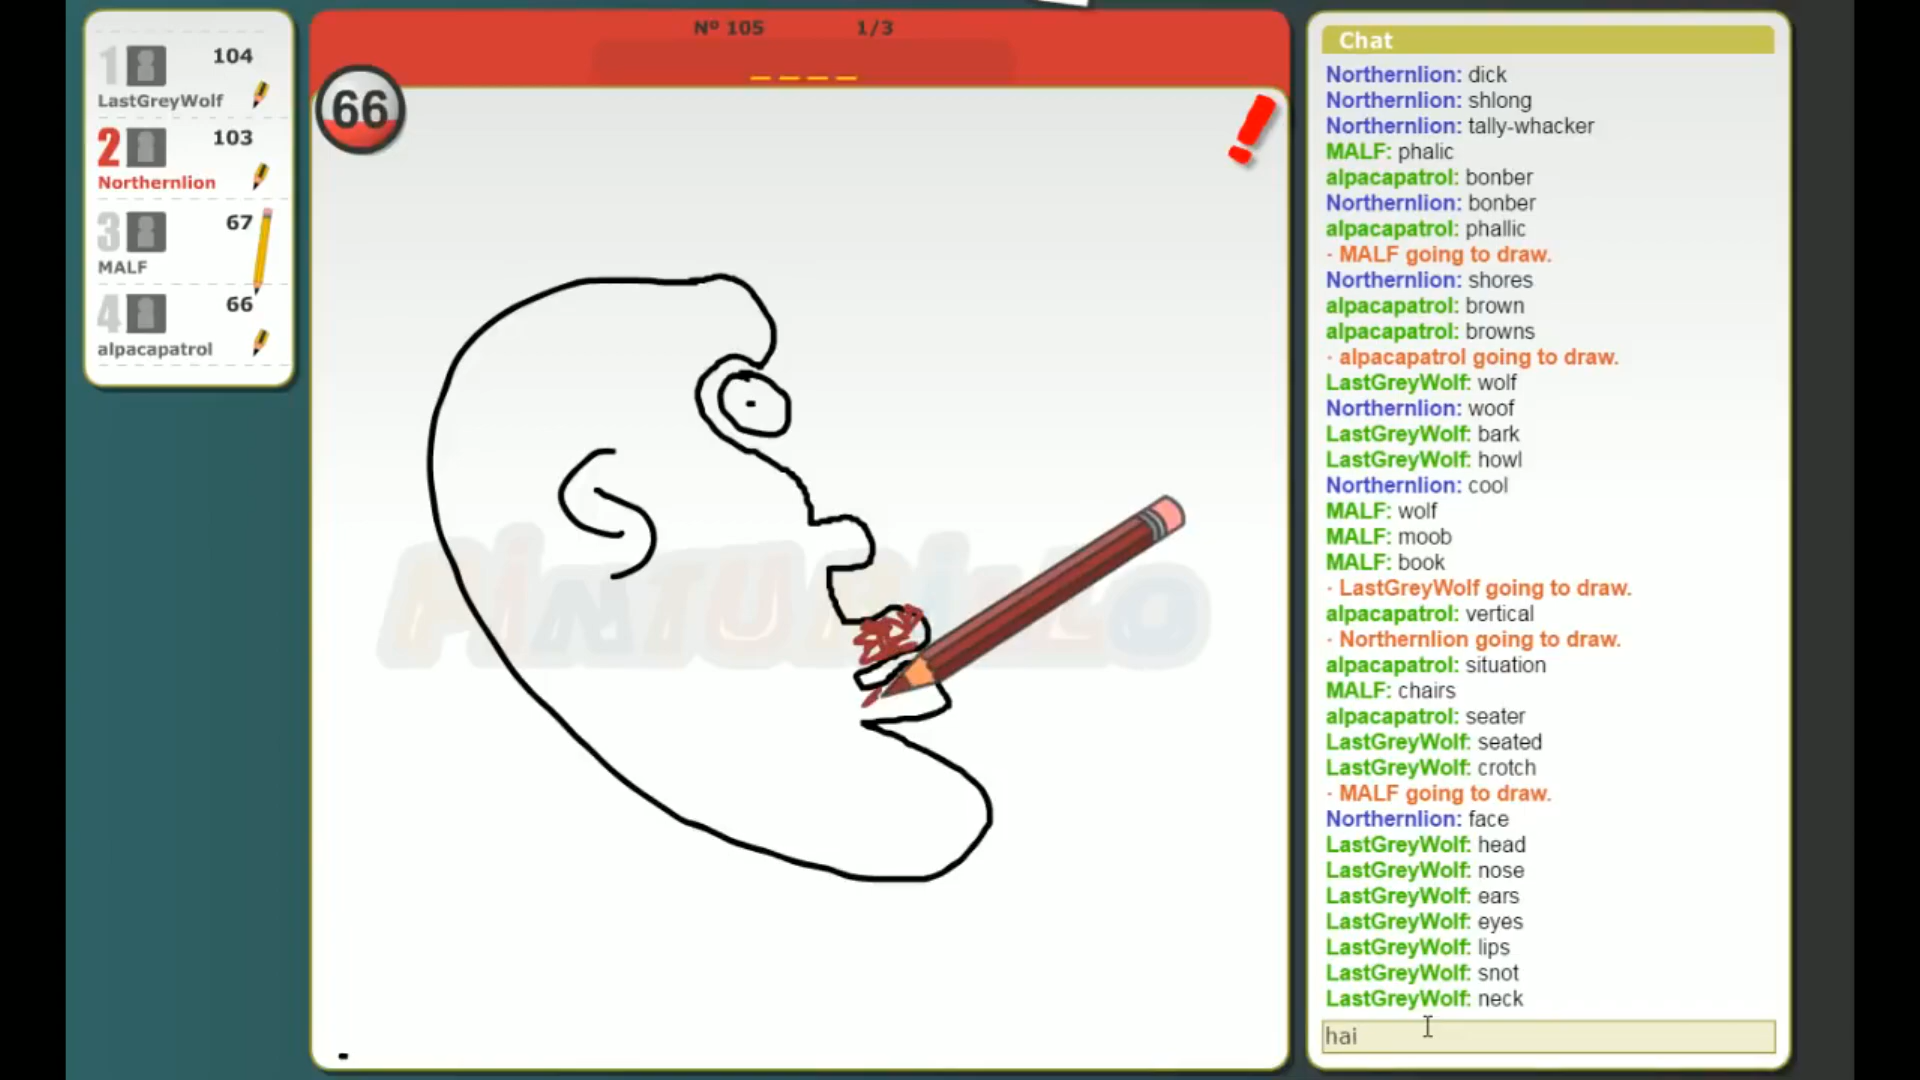 1
104
LastGreyWolf
2
103
Northernlion
3
67
MALF
4
66
alpacapatrol
Nº 105 1/3
_ _ _ _
66
!
PINTURILLO
Chat
Northernlion: dick
Northernlion: shlong
Northernlion: tally-whacker
MALF: phalic
alpacapatrol: bonber
Northernlion: bonber
alpacapatrol: phallic
· MALF going to draw.
Northernlion: shores
alpacapatrol: brown
alpacapatrol: browns
· alpacapatrol going to draw.
LastGreyWolf: wolf
Northernlion: woof
LastGreyWolf: bark
LastGreyWolf: howl
Northernlion: cool
MALF: wolf
MALF: moob
MALF: book
· LastGreyWolf going to draw.
alpacapatrol: vertical
· Northernlion going to draw.
alpacapatrol: situation
MALF: chairs
alpacapatrol: seater
LastGreyWolf: seated
LastGreyWolf: crotch
· MALF going to draw.
Northernlion: face
LastGreyWolf: head
LastGreyWolf: nose
LastGreyWolf: ears
LastGreyWolf: eyes
LastGreyWolf: lips
LastGreyWolf: snot
LastGreyWolf: neck
hai